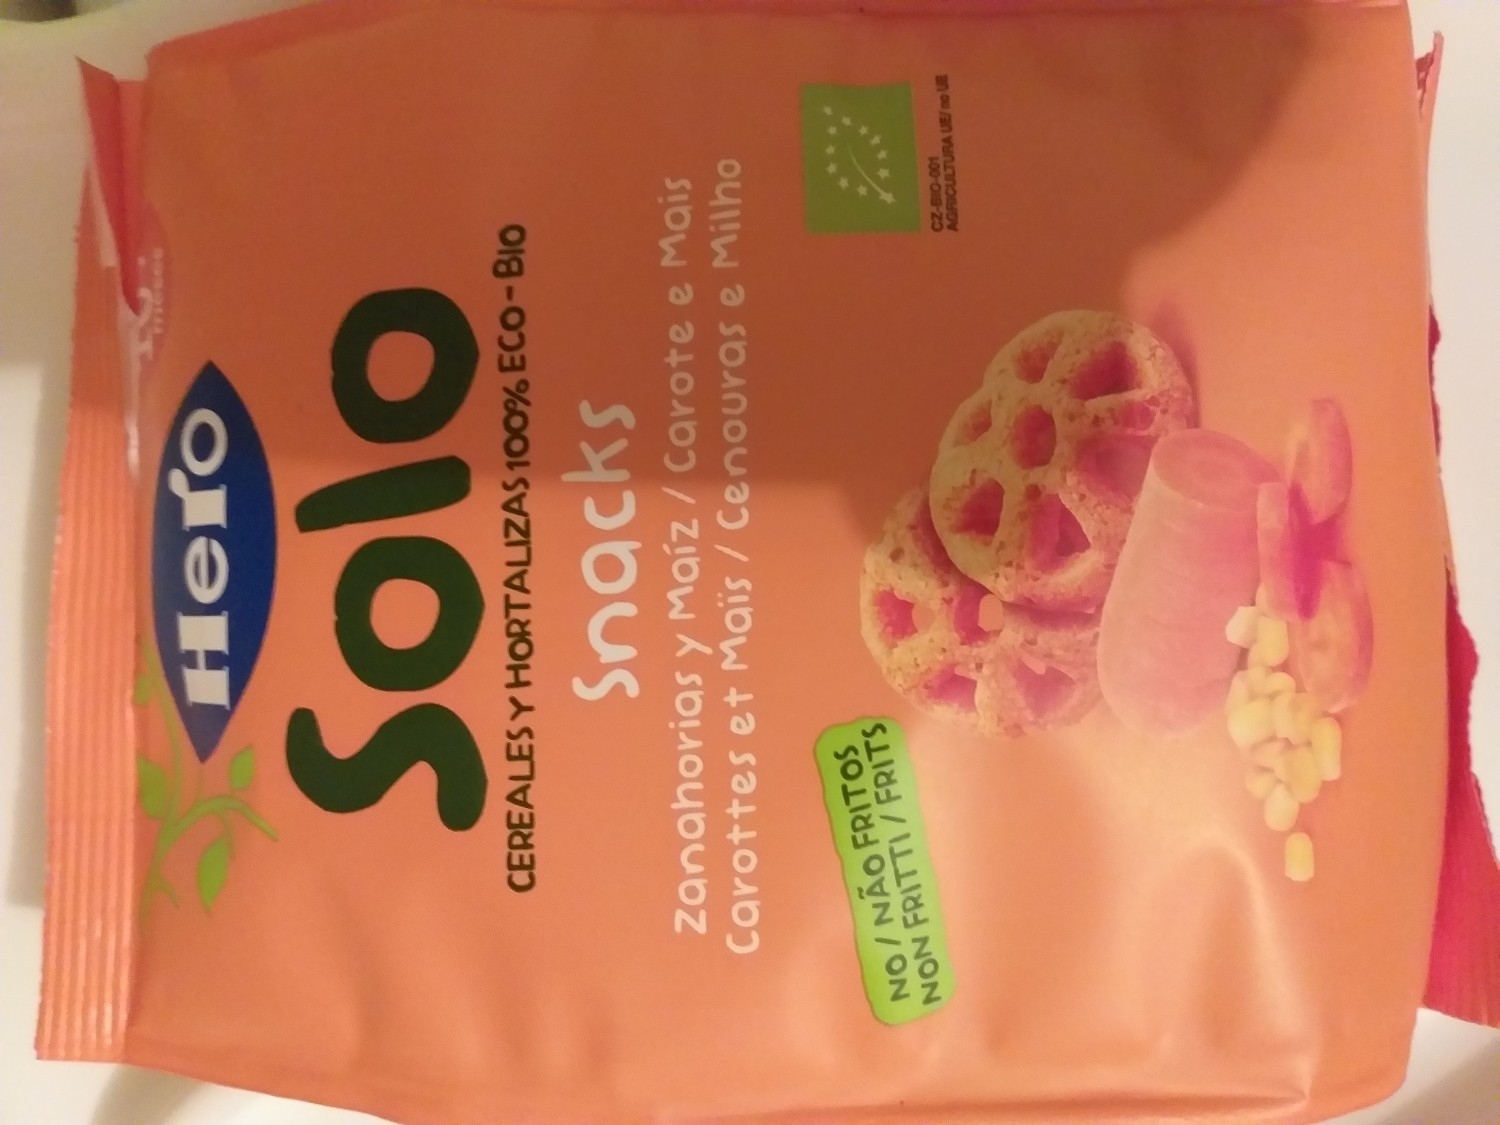 Hero
Solo
CEREALES Y HORTALIZAS 100% ECO-BIO
Snacks
Zanahorias y Maíz / Carote e Mais
Carottes et Maïs / Cenouras e Milho
CZ-BIO-001
AGRICULTURA UE/ no UE
NO / NÃO FRITOS
NON FRITTI / FRITS